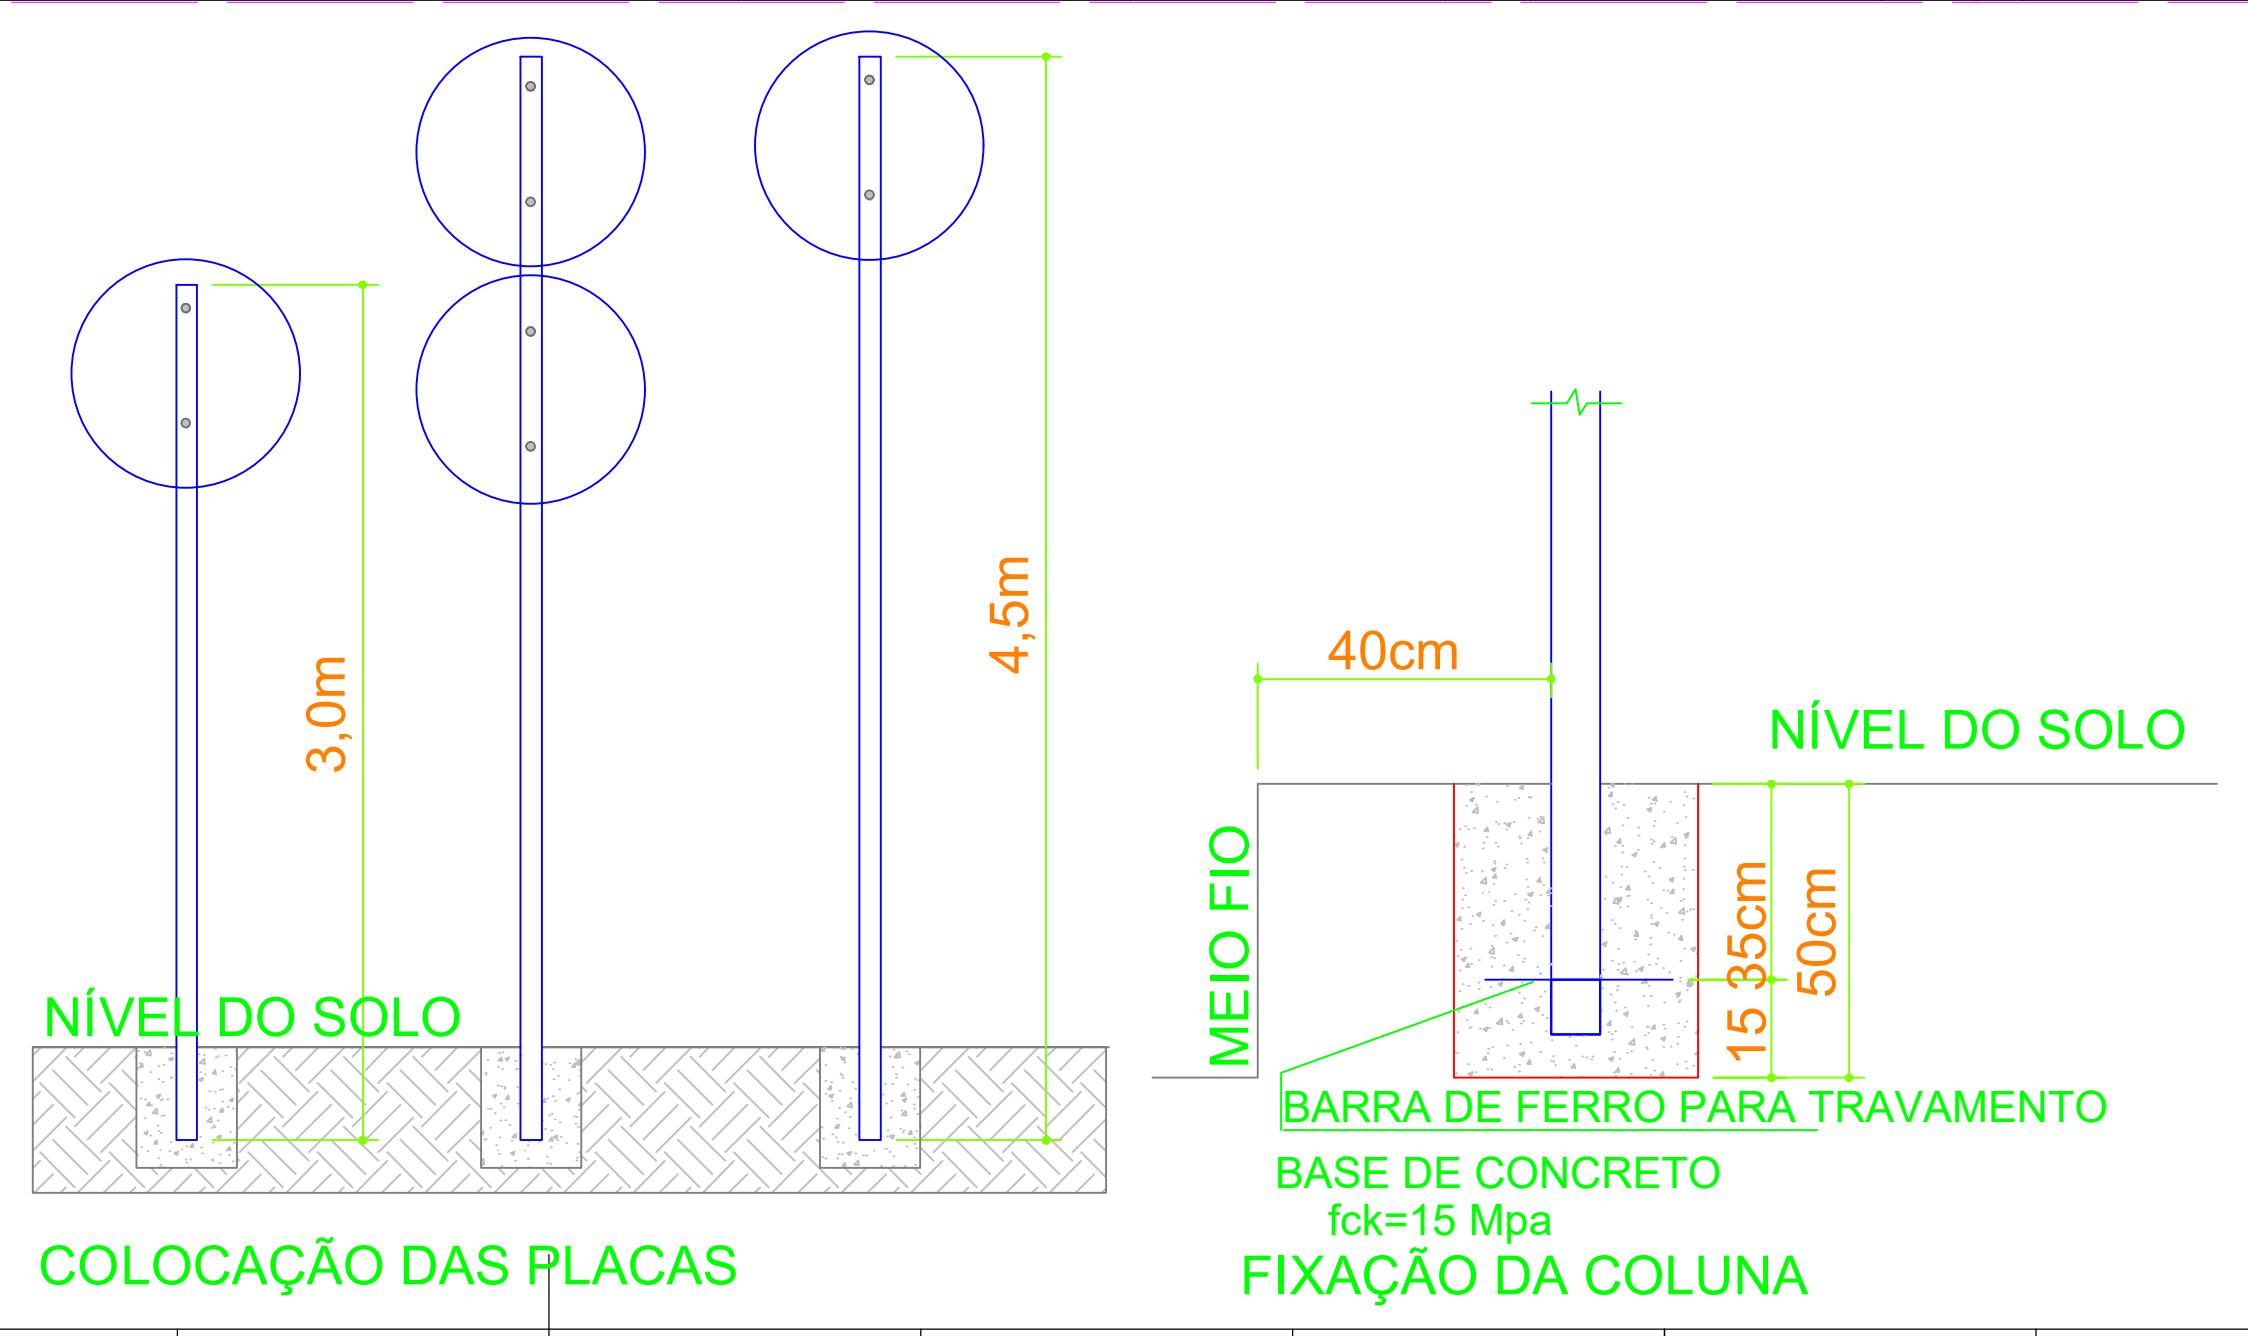 3,0m
4,5m
NÍVEL DO SOLO
COLOCAÇÃO DAS PLACAS
40cm
NÍVEL DO SOLO
MEIO FIO
35cm
15
50cm
BARRA DE FERRO PARA TRAVAMENTO
BASE DE CONCRETO
fck=15 Mpa
FIXAÇÃO DA COLUNA